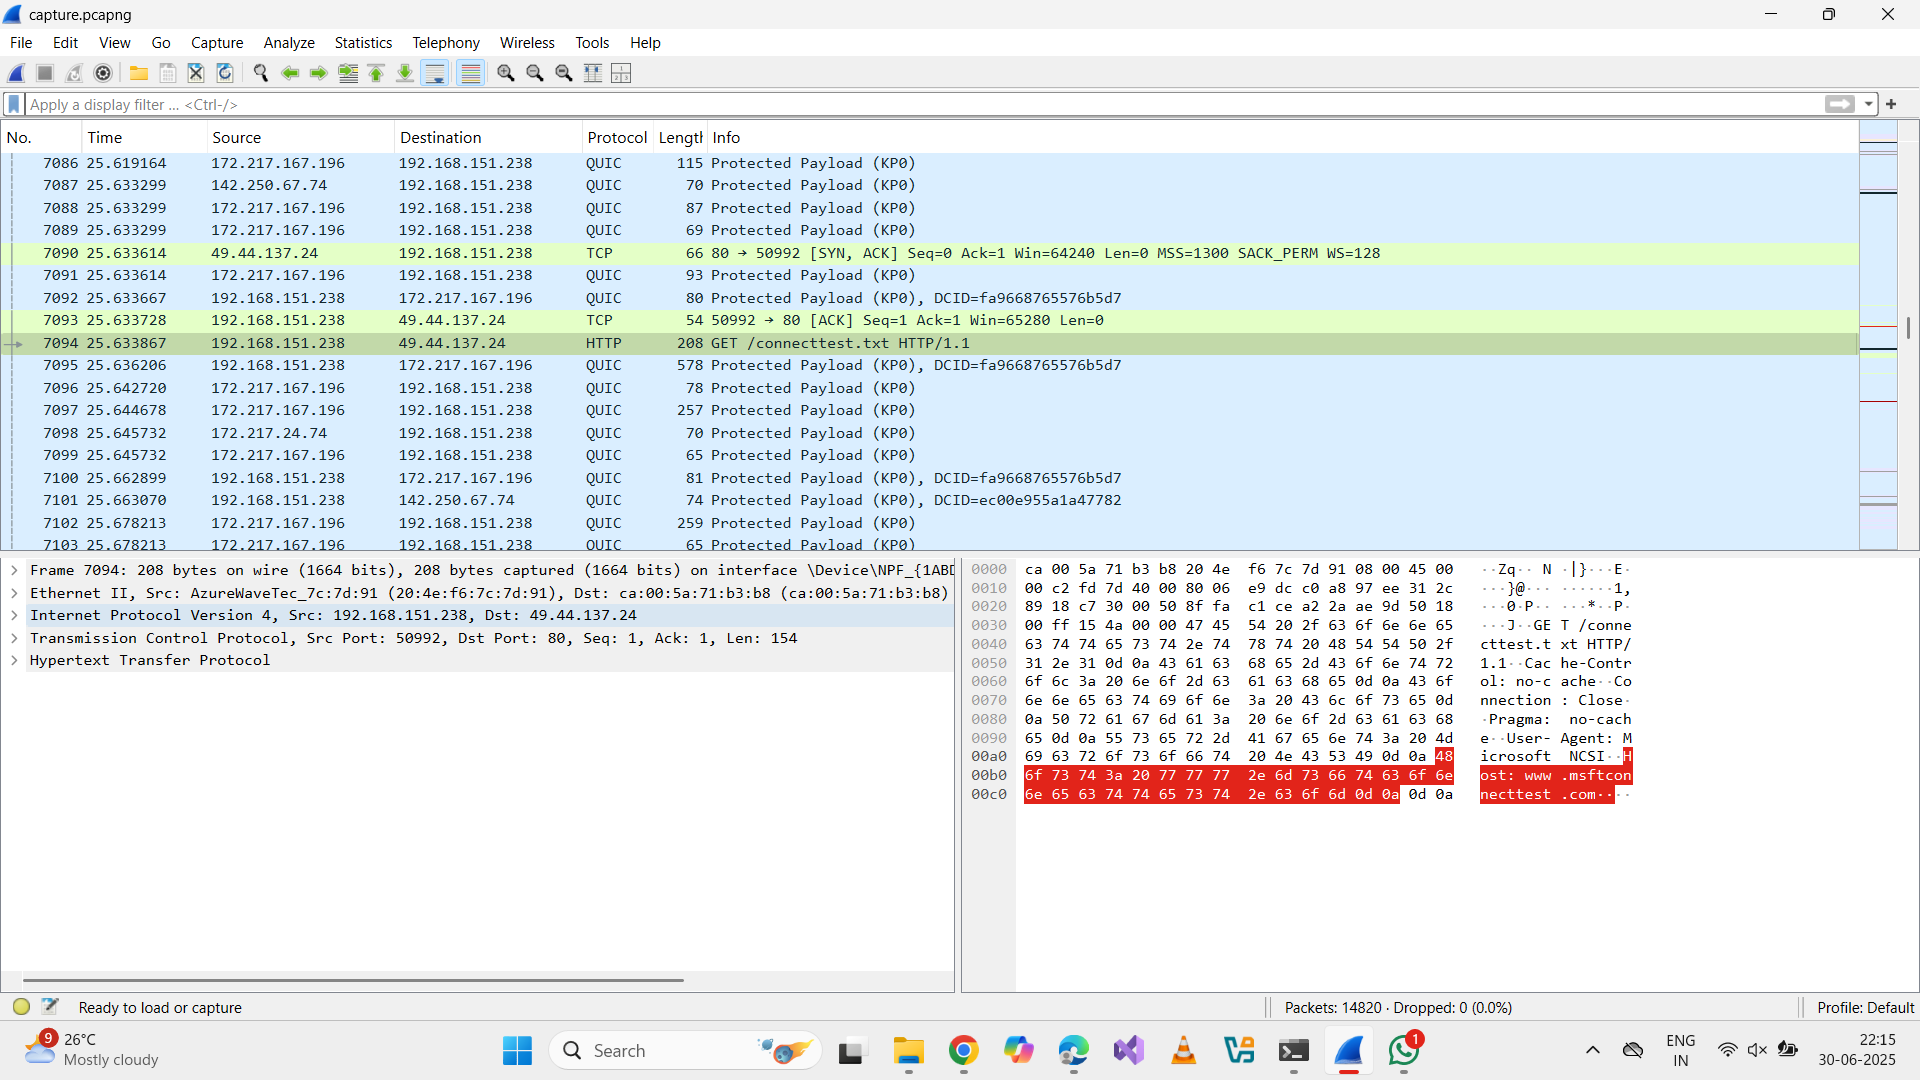 capture.pcapng
File Edit View Go Capture Analyze Statistics Telephony Wireless Tools Help
Apply a display filter ... <Ctrl-/>
No. Time Source Destination Protocol Length Info
7086 25.619164 172.217.167.196 192.168.151.238 QUIC 115 Protected Payload (KP0)
7087 25.633299 142.250.67.74 192.168.151.238 QUIC 70 Protected Payload (KP0)
7088 25.633299 172.217.167.196 192.168.151.238 QUIC 87 Protected Payload (KP0)
7089 25.633299 172.217.167.196 192.168.151.238 QUIC 69 Protected Payload (KP0)
7090 25.633614 49.44.137.24 192.168.151.238 TCP 66 80 → 50992 [SYN, ACK] Seq=0 Ack=1 Win=64240 Len=0 MSS=1300 SACK_PERM WS=128
7091 25.633614 172.217.167.196 192.168.151.238 QUIC 93 Protected Payload (KP0)
7092 25.633667 192.168.151.238 172.217.167.196 QUIC 80 Protected Payload (KP0), DCID=fa9668765576b5d7
7093 25.633728 192.168.151.238 49.44.137.24 TCP 54 50992 → 80 [ACK] Seq=1 Ack=1 Win=65280 Len=0
7094 25.633867 192.168.151.238 49.44.137.24 HTTP 208 GET /connecttest.txt HTTP/1.1
7095 25.636206 192.168.151.238 172.217.167.196 QUIC 578 Protected Payload (KP0), DCID=fa9668765576b5d7
7096 25.642720 172.217.167.196 192.168.151.238 QUIC 78 Protected Payload (KP0)
7097 25.644678 172.217.167.196 192.168.151.238 QUIC 257 Protected Payload (KP0)
7098 25.645732 172.217.24.74 192.168.151.238 QUIC 70 Protected Payload (KP0)
7099 25.645732 172.217.167.196 192.168.151.238 QUIC 65 Protected Payload (KP0)
7100 25.662899 192.168.151.238 172.217.167.196 QUIC 81 Protected Payload (KP0), DCID=fa9668765576b5d7
7101 25.663070 192.168.151.238 142.250.67.74 QUIC 74 Protected Payload (KP0), DCID=ec00e955a1a47782
7102 25.678213 172.217.167.196 192.168.151.238 QUIC 259 Protected Payload (KP0)
7103 25.678213 172.217.167.196 192.168.151.238 QUIC 65 Protected Payload (KP0)
Frame 7094: 208 bytes on wire (1664 bits), 208 bytes captured (1664 bits) on interface \Device\NPF_{1ABD
Ethernet II, Src: AzureWaveTec_7c:7d:91 (20:4e:f6:7c:7d:91), Dst: ca:00:5a:71:b3:b8 (ca:00:5a:71:b3:b8)
Internet Protocol Version 4, Src: 192.168.151.238, Dst: 49.44.137.24
Transmission Control Protocol, Src Port: 50992, Dst Port: 80, Seq: 1, Ack: 1, Len: 154
Hypertext Transfer Protocol
0000 ca 00 5a 71 b3 b8 20 4e f6 7c 7d 91 08 00 45 00 ··Zq·· N ·|}···E·
0010 00 c2 fd 7d 40 00 80 06 e9 dc c0 a8 97 ee 31 2c ···}@··· ······1,
0020 89 18 c7 30 00 50 8f fa c1 ce a2 2a ae 9d 50 18 ···0·P·· ···*··P·
0030 00 ff 15 4a 00 00 47 45 54 20 2f 63 6f 6e 6e 65 ···J··GE T /conne
0040 63 74 74 65 73 74 2e 74 78 74 20 48 54 54 50 2f cttest.t xt HTTP/
0050 31 2e 31 0d 0a 43 61 63 68 65 2d 43 6f 6e 74 72 1.1··Cac he-Contr
0060 6f 6c 3a 20 6e 6f 2d 63 61 63 68 65 0d 0a 43 6f ol: no-c ache··Co
0070 6e 6e 65 63 74 69 6f 6e 3a 20 43 6c 6f 73 65 0d nnection : Close·
0080 0a 50 72 61 67 6d 61 3a 20 6e 6f 2d 63 61 63 68 ·Pragma: no-cach
0090 65 0d 0a 55 73 65 72 2d 41 67 65 6e 74 3a 20 4d e··User- Agent: M
00a0 69 63 72 6f 73 6f 66 74 20 4e 43 53 49 0d 0a 48 icrosoft NCSI··H
00b0 6f 73 74 3a 20 77 77 77 2e 6d 73 66 74 63 6f 6e ost: www .msftcon
00c0 6e 65 63 74 74 65 73 74 2e 63 6f 6d 0d 0a 0d 0a necttest .com····
Ready to load or capture Packets: 14820 · Dropped: 0 (0.0%) Profile: Default
9 26°C
Mostly cloudy
Search
1
ENG
IN
22:15
30-06-2025